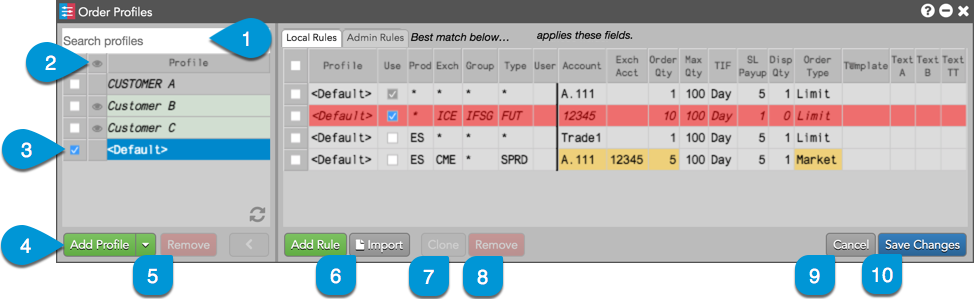 Order Profiles
Search profiles
1
2
Profile
CUSTOMER A
Customer B
Customer C
3
<Default>
4
Add Profile
Remove
5
Local Rules
Admin Rules
Best match below...
applies these fields.
Profile Use Prod Exch Group Type User Account Exch Acct Order Qty Max Qty TIF SL Payup Disp Qty Order Type TWmplate Text A Text B Text TT
<Default> * * * * A.111 1 100 Day 5 1 Limit
<Default> * ICE IFSG FUT 12345 10 100 Day 1 0 Limit
<Default> ES * * * Trade1 1 100 Day 5 1 Limit
<Default> ES CME * SPRD A.111 12345 5 100 Day 5 1 Market
Add Rule
Import
Clone
Remove
Cancel
Save Changes
6
7
8
9
10